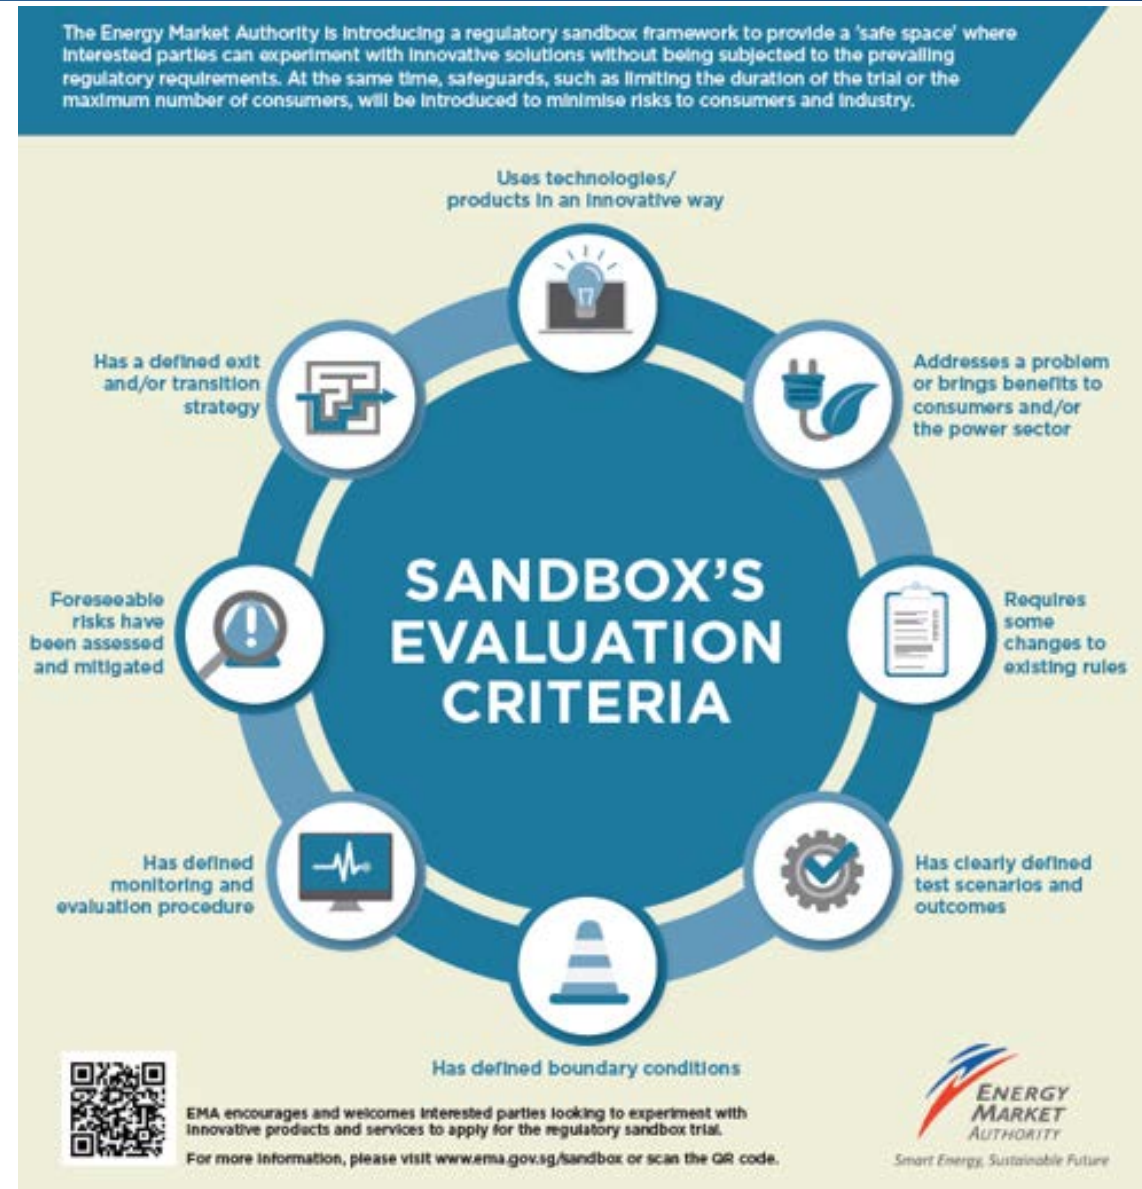 The Energy Market Authority is introducing a regulatory sandbox framework to provide a 'safe space' where
interested parties can experiment with innovative solutions without being subjected to the prevailing
regulatory requirements. At the same time, safeguards, such as limiting the duration of the trial or the
maximum number of consumers, will be introduced to minimise risks to consumers and industry.
Uses technologies/
products in an innovative way
Addresses a problem
or brings benefits to
consumers and/or
the power sector
Requires
some
changes to
existing rules
Has clearly defined
test scenarios and
outcomes
Has defined boundary conditions
Has defined
monitoring and
evaluation procedure
Foreseeable
risks have
been assessed
and mitigated
Has a defined exit
and/or transition
strategy
SANDBOX'S
EVALUATION
CRITERIA
EMA encourages and welcomes interested parties looking to experiment with
innovative products and services to apply for the regulatory sandbox trial.
For more information, please visit www.ema.gov.sg/sandbox or scan the QR code.
ENERGY
MARKET
AUTHORITY
Smart Energy, Sustainable Future